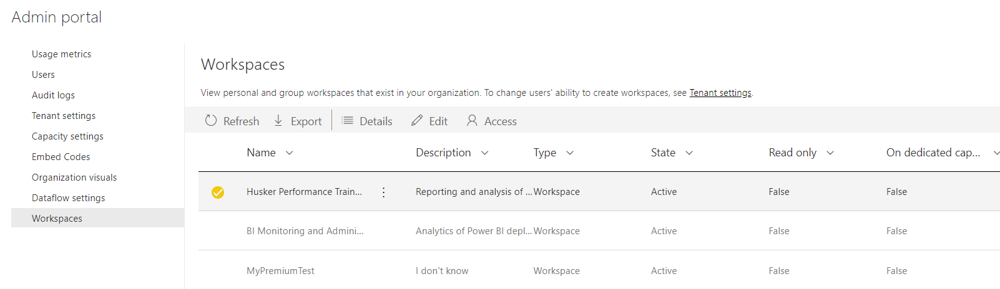 Admin portal
Usage metrics
Users
Audit logs
Tenant settings
Capacity settings
Embed Codes
Organization visuals
Dataflow settings
Workspaces
Workspaces
View personal and group workspaces that exist in your organization. To change users' ability to create workspaces, see Tenant settings.
Refresh Export Details Edit Access
Name Description Type State Read only On dedicated cap...
Husker Performance Train... Reporting and analysis of ... Workspace Active False False
BI Monitoring and Admini... Analytics of Power BI depl... Workspace Active False False
MyPremiumTest I don't know Workspace Active False False